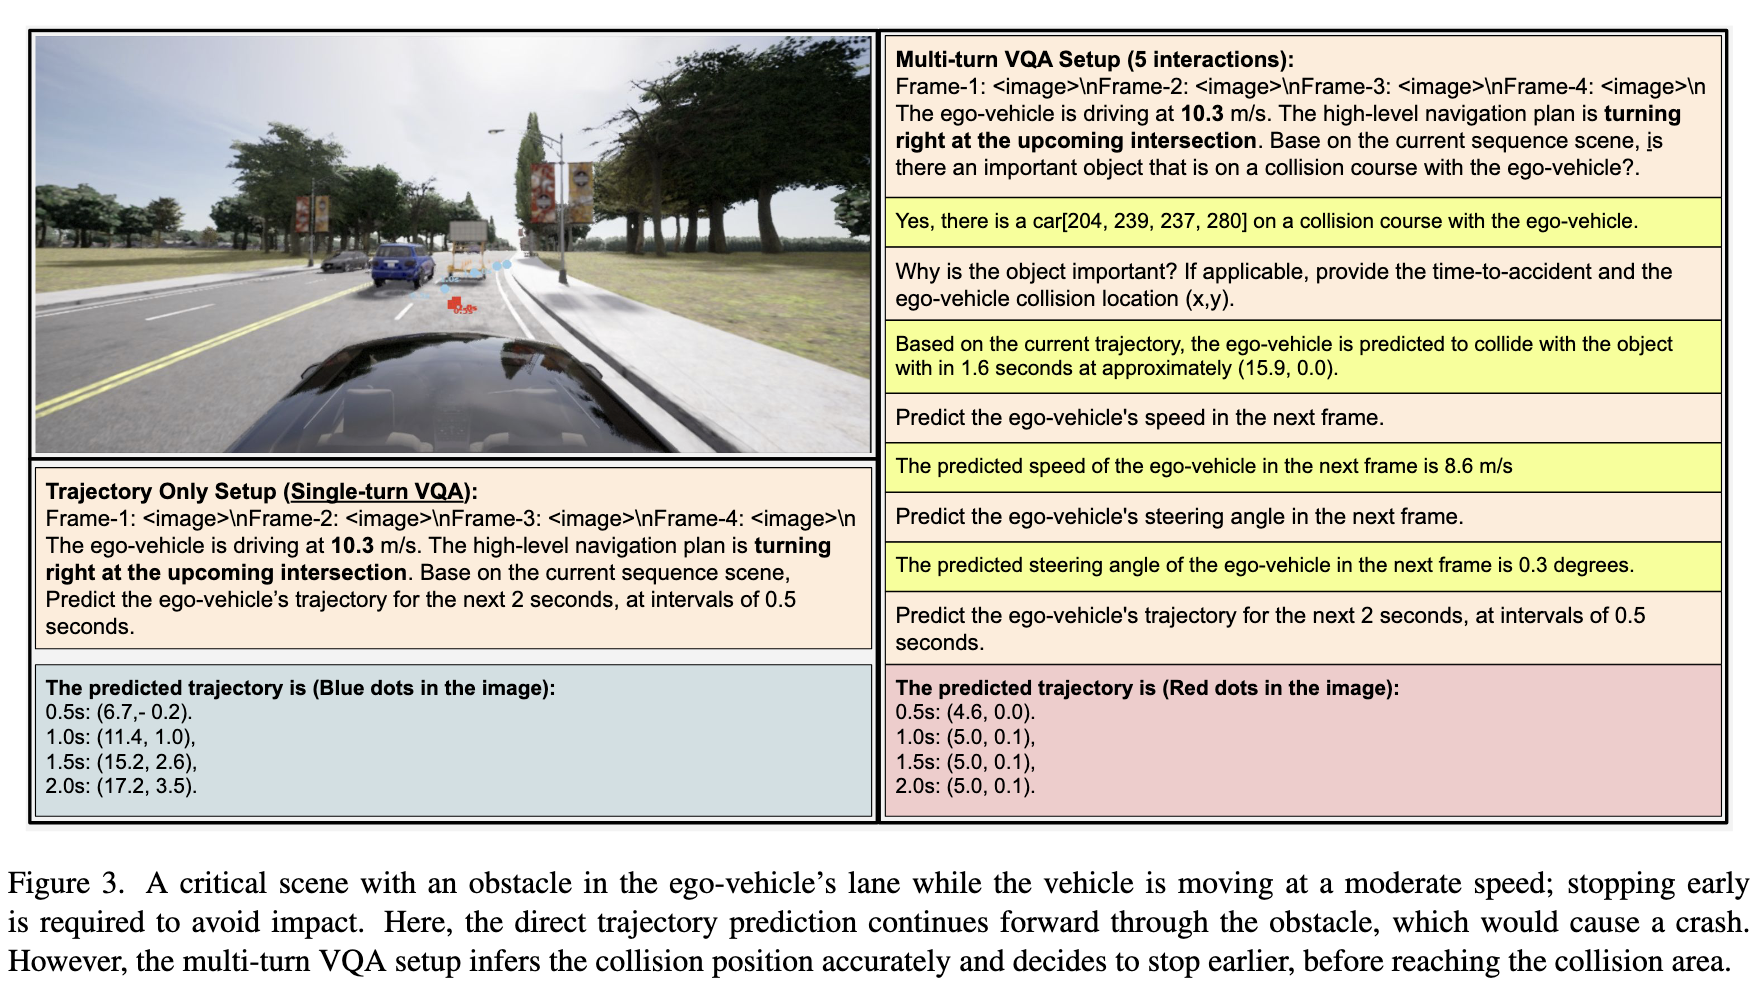 Trajectory Only Setup (Single-turn VQA):
Frame-1: <image>\nFrame-2: <image>\nFrame-3: <image>\nFrame-4: <image>\n
The ego-vehicle is driving at 10.3 m/s. The high-level navigation plan is turning
right at the upcoming intersection. Base on the current sequence scene,
Predict the ego-vehicle’s trajectory for the next 2 seconds, at intervals of 0.5
seconds.
The predicted trajectory is (Blue dots in the image):
0.5s: (6.7,- 0.2).
1.0s: (11.4, 1.0),
1.5s: (15.2, 2.6),
2.0s: (17.2, 3.5).
Multi-turn VQA Setup (5 interactions):
Frame-1: <image>\nFrame-2: <image>\nFrame-3: <image>\nFrame-4: <image>\n
The ego-vehicle is driving at 10.3 m/s. The high-level navigation plan is turning
right at the upcoming intersection. Base on the current sequence scene, is
there an important object that is on a collision course with the ego-vehicle?.
Yes, there is a car[204, 239, 237, 280] on a collision course with the ego-vehicle.
Why is the object important? If applicable, provide the time-to-accident and the
ego-vehicle collision location (x,y).
Based on the current trajectory, the ego-vehicle is predicted to collide with the object
with in 1.6 seconds at approximately (15.9, 0.0).
Predict the ego-vehicle's speed in the next frame.
The predicted speed of the ego-vehicle in the next frame is 8.6 m/s
Predict the ego-vehicle's steering angle in the next frame.
The predicted steering angle of the ego-vehicle in the next frame is 0.3 degrees.
Predict the ego-vehicle's trajectory for the next 2 seconds, at intervals of 0.5
seconds.
The predicted trajectory is (Red dots in the image):
0.5s: (4.6, 0.0).
1.0s: (5.0, 0.1),
1.5s: (5.0, 0.1),
2.0s: (5.0, 0.1).
Figure 3. A critical scene with an obstacle in the ego-vehicle’s lane while the vehicle is moving at a moderate speed; stopping early
is required to avoid impact. Here, the direct trajectory prediction continues forward through the obstacle, which would cause a crash.
However, the multi-turn VQA setup infers the collision position accurately and decides to stop earlier, before reaching the collision area.